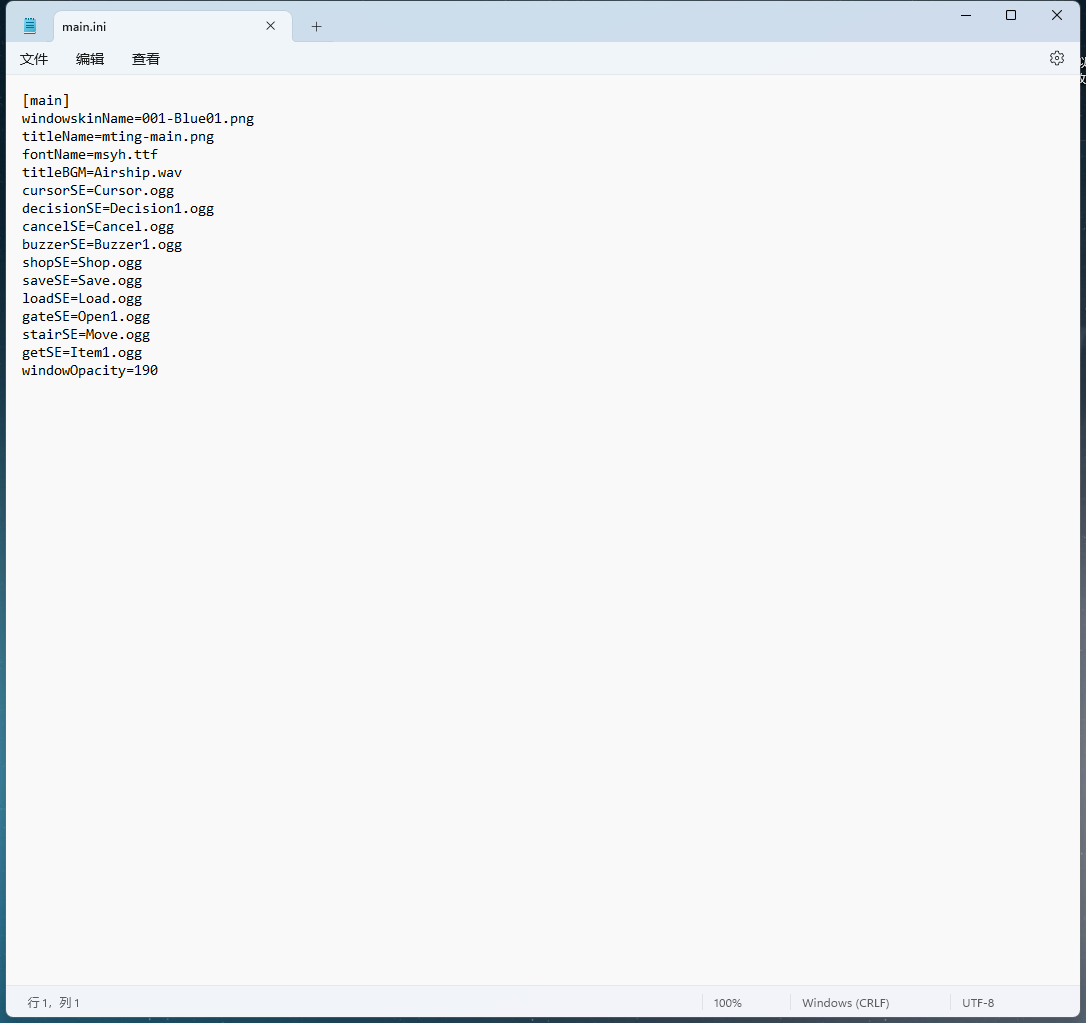 main.ini
文件 编辑 查看
[main]
windowskinName=001-Blue01.png
titleName=mting-main.png
fontName=msyh.ttf
titleBGM=Airship.wav
cursorSE=Cursor.ogg
decisionSE=Decision1.ogg
cancelSE=Cancel.ogg
buzzerSE=Buzzer1.ogg
shopSE=Shop.ogg
saveSE=Save.ogg
loadSE=Load.ogg
gateSE=Open1.ogg
stairSE=Move.ogg
getSE=Item1.ogg
windowOpacity=190
行 1，列 1 100% Windows (CRLF) UTF-8